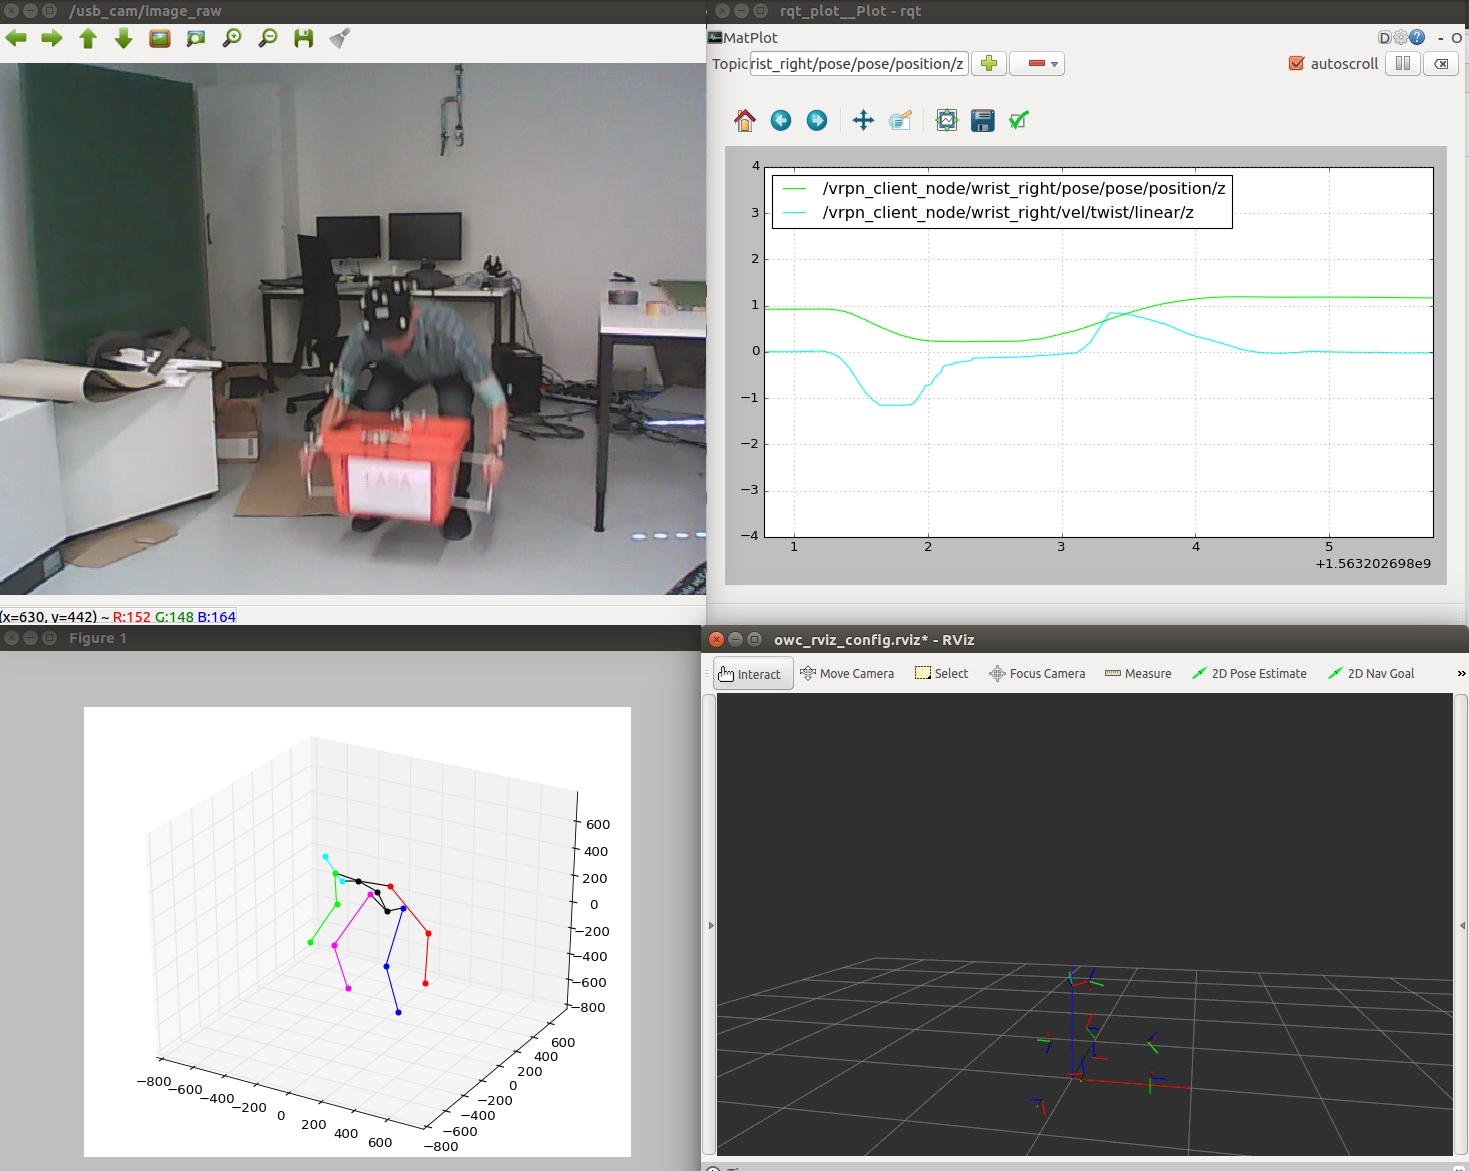 /usb_cam/image_raw
(x=630, y=442) ~ R:152 G:148 B:164
rqt_plot__Plot - rqt
MatPlot
D
- O
Topic
rist_right/pose/pose/position/z
autoscroll
/vrpn_client_node/wrist_right/pose/pose/position/z
/vrpn_client_node/wrist_right/vel/twist/linear/z
4
3
2
1
0
−1
−2
−3
−4
1 2 3 4 5
+1.563202698e9
Figure 1
600
400
200
0
−200
−400
−600
−800
−800 −600 −400 −200 0 200 400 600
600
400
200
0
−200
−400
−600
−800
owc_rviz_config.rviz* - RViz
Interact Move Camera Select Focus Camera Measure 2D Pose Estimate 2D Nav Goal »